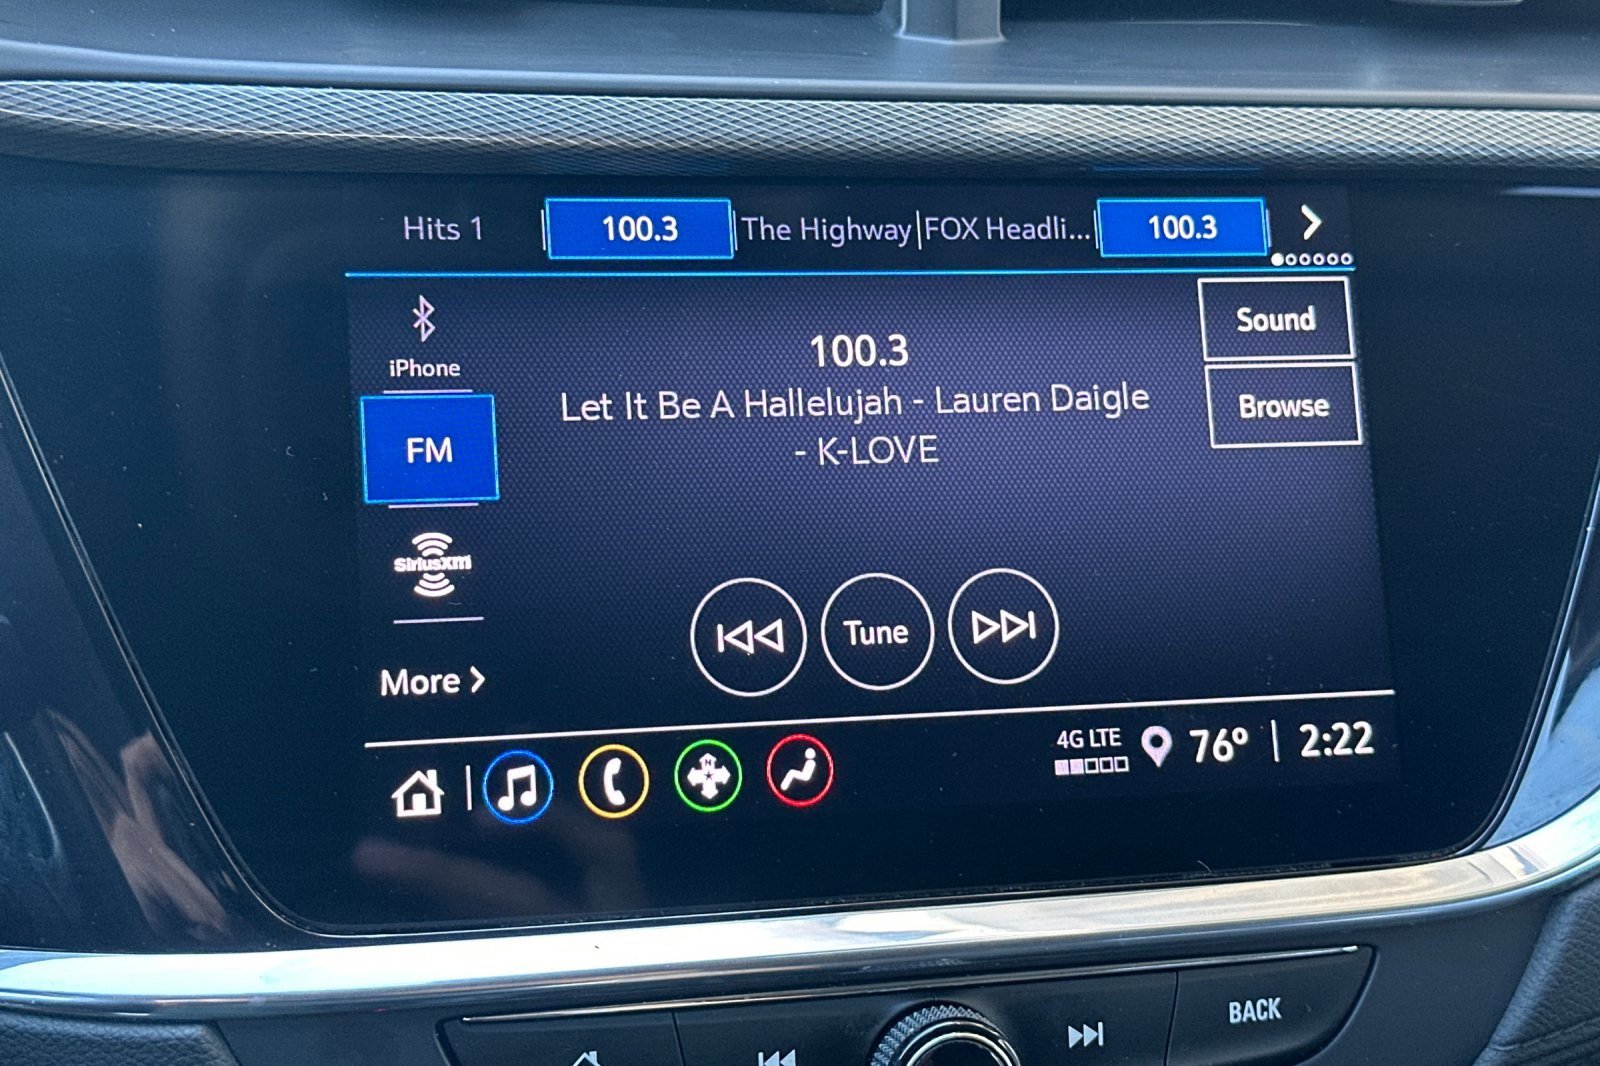 Hits 1
100.3
The Highway
FOX Headli...
100.3
iPhone
FM
SiriusXM
More
100.3
Let It Be A Hallelujah - Lauren Daigle
- K-LOVE
Sound
Browse
Tune
N
4G LTE
76°
2:22
BACK